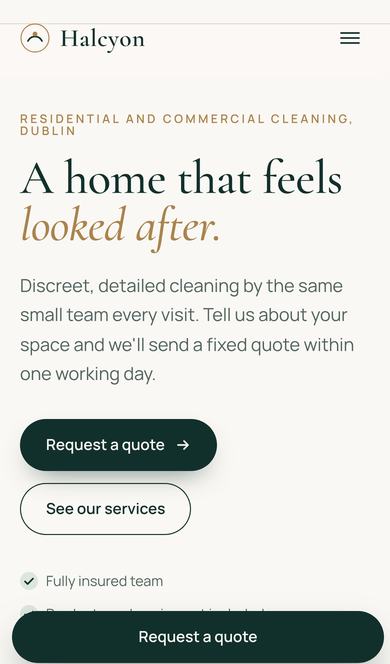 Halcyon
RESIDENTIAL AND COMMERCIAL CLEANING,
DUBLIN
A home that feels
looked after.
Discreet, detailed cleaning by the same
small team every visit. Tell us about your
space and we'll send a fixed quote within
one working day.
Request a quote
See our services
Fully insured team
Request a quote